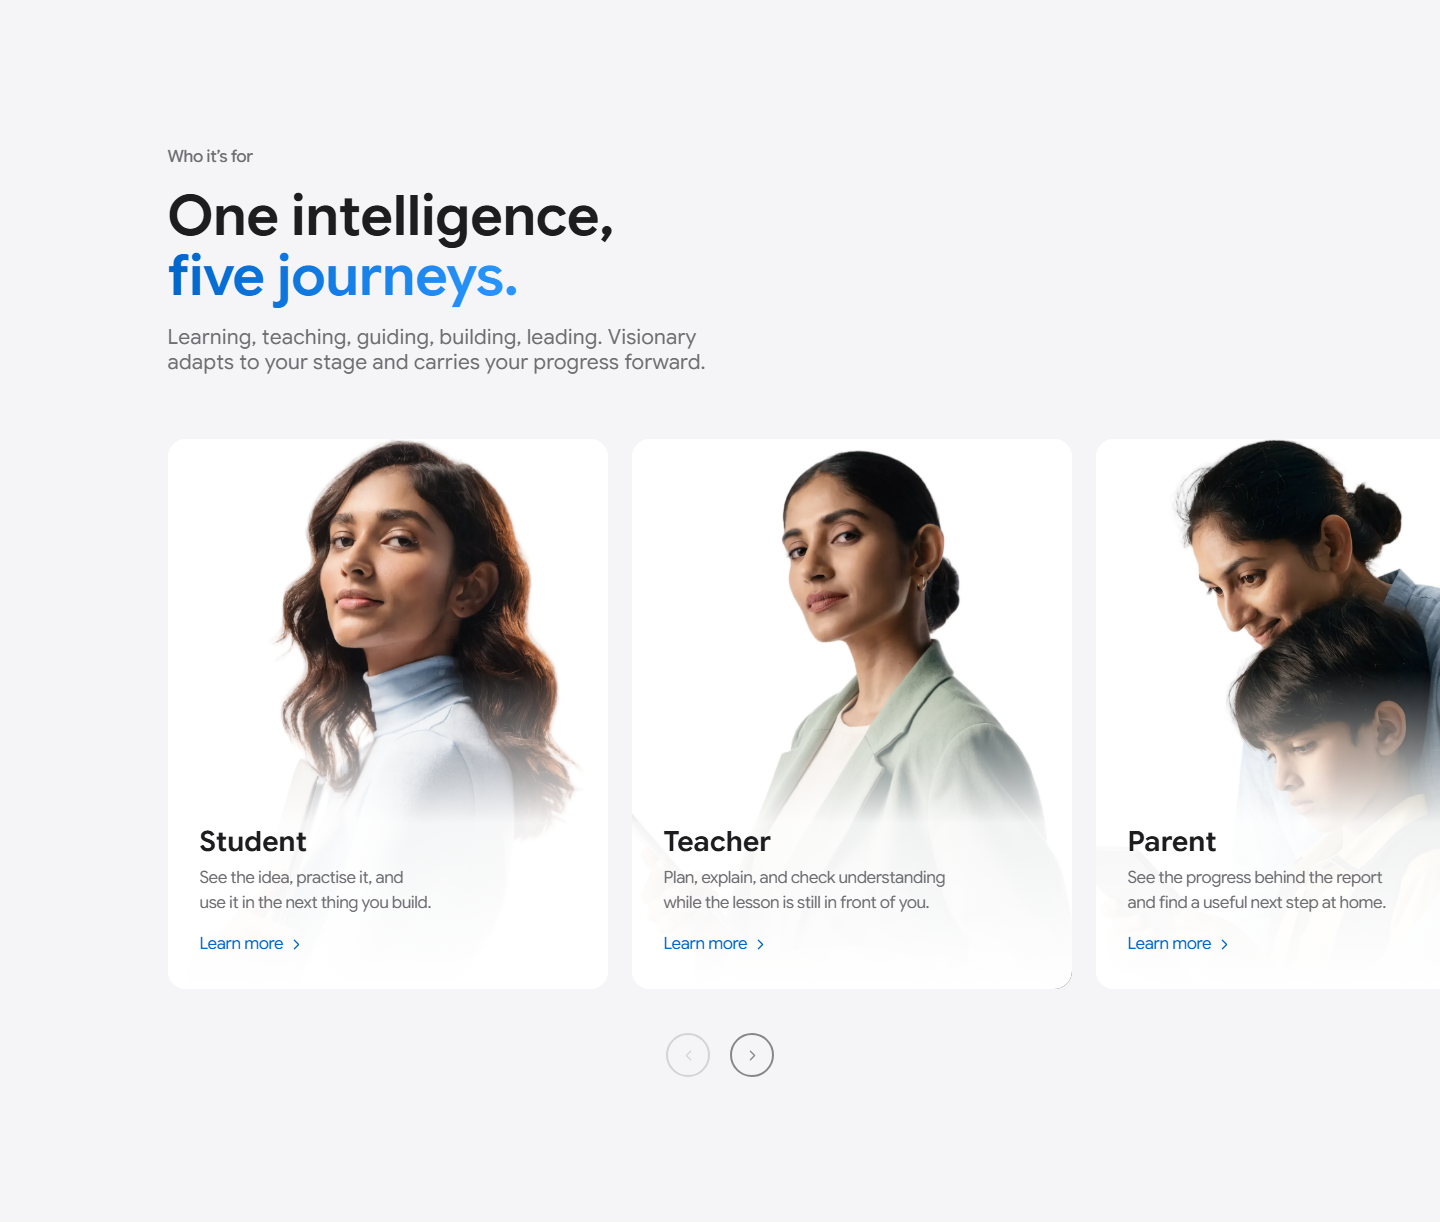 Who it’s for
One intelligence,
five journeys.
Learning, teaching, guiding, building, leading. Visionary
adapts to your stage and carries your progress forward.
Student
See the idea, practise it, and
use it in the next thing you build.
Learn more
Teacher
Plan, explain, and check understanding
while the lesson is still in front of you.
Learn more
Parent
See the progress behind the report
and find a useful next step at home.
Learn more